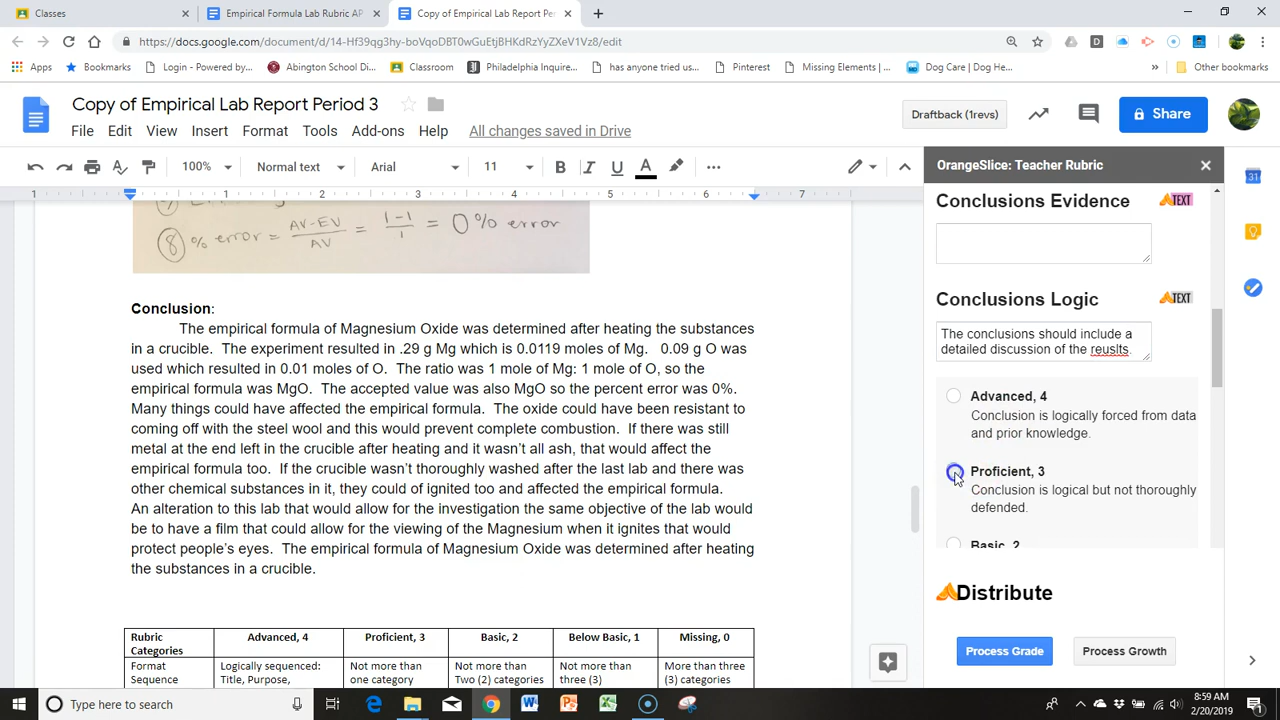 Classes
Empirical Formula Lab Rubric AP
Copy of Empirical Lab Report Per
https://docs.google.com/document/d/14-Hf39qg3hy-boVqoDBT0wGuEtjBHKdRzYyZXeV1Vz8/edit
Apps
Bookmarks
Login - Powered by...
Abington School Di...
Classroom
Philadelphia Inquire...
has anyone tried us...
Pinterest
Missing Elements | ...
Dog Care | Dog He...
»
Other bookmarks
Copy of Empirical Lab Report Period 3
Draftback (1revs)
Share
File Edit View Insert Format Tools Add-ons Help All changes saved in Drive
100% Normal text Arial 11 B I U A
OrangeSlice: Teacher Rubric
1 1 2 3 4 5 6 7
⑧ % error = AV-EV / AV = 1-1 / 1 = 0% error
Conclusion:
The empirical formula of Magnesium Oxide was determined after heating the substances
in a crucible. The experiment resulted in .29 g Mg which is 0.0119 moles of Mg. 0.09 g O was
used which resulted in 0.01 moles of O. The ratio was 1 mole of Mg: 1 mole of O, so the
empirical formula was MgO. The accepted value was also MgO so the percent error was 0%.
Many things could have affected the empirical formula. The oxide could have been resistant to
coming off with the steel wool and this would prevent complete combustion. If there was still
metal at the end left in the crucible after heating and it wasn't all ash, that would affect the
empirical formula too. If the crucible wasn't thoroughly washed after the last lab and there was
other chemical substances in it, they could of ignited too and affected the empirical formula.
An alteration to this lab that would allow for the investigation the same objective of the lab would
be to have a film that could allow for the viewing of the Magnesium when it ignites that would
protect people's eyes. The empirical formula of Magnesium Oxide was determined after heating
the substances in a crucible.
Rubric Categories
Advanced, 4
Proficient, 3
Basic, 2
Below Basic, 1
Missing, 0
Format Sequence
Logically sequenced: Title, Purpose,
Not more than one category
Not more than Two (2) categories
Not more than three (3)
More than three (3) categories
Conclusions Evidence
TEXT
Conclusions Logic
TEXT
The conclusions should include a
detailed discussion of the reuslts.
Advanced, 4
Conclusion is logically forced from data
and prior knowledge.
Proficient, 3
Conclusion is logical but not thoroughly
defended.
Basic, 2
Distribute
Process Grade
Process Growth
31
Type here to search
8:59 AM
2/20/2019